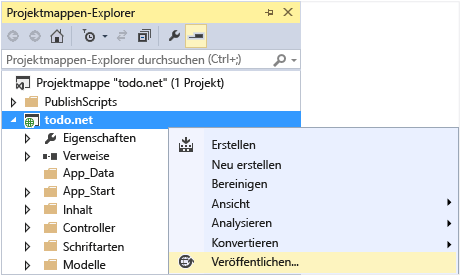 Projektmappen-Explorer
Projektmappen-Explorer durchsuchen (Ctrl+;)
Projektmappe "todo.net" (1 Projekt)
PublishScripts
todo.net
Eigenschaften
Verweise
App_Data
App_Start
Inhalt
Controller
Schriftarten
Modelle
Erstellen
Neu erstellen
Bereinigen
Ansicht
Analysieren
Konvertieren
Veröffentlichen...